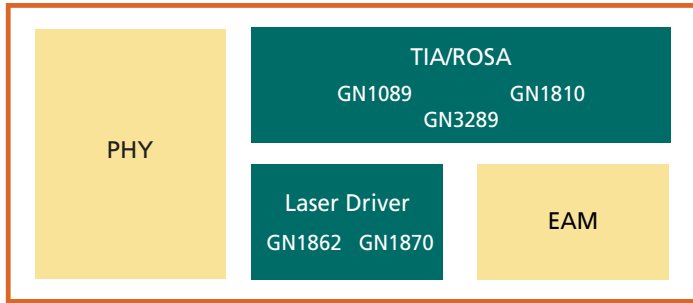 PHY
TIA/ROSA
GN1089 GN1810
GN3289
Laser Driver
GN1862 GN1870
EAM